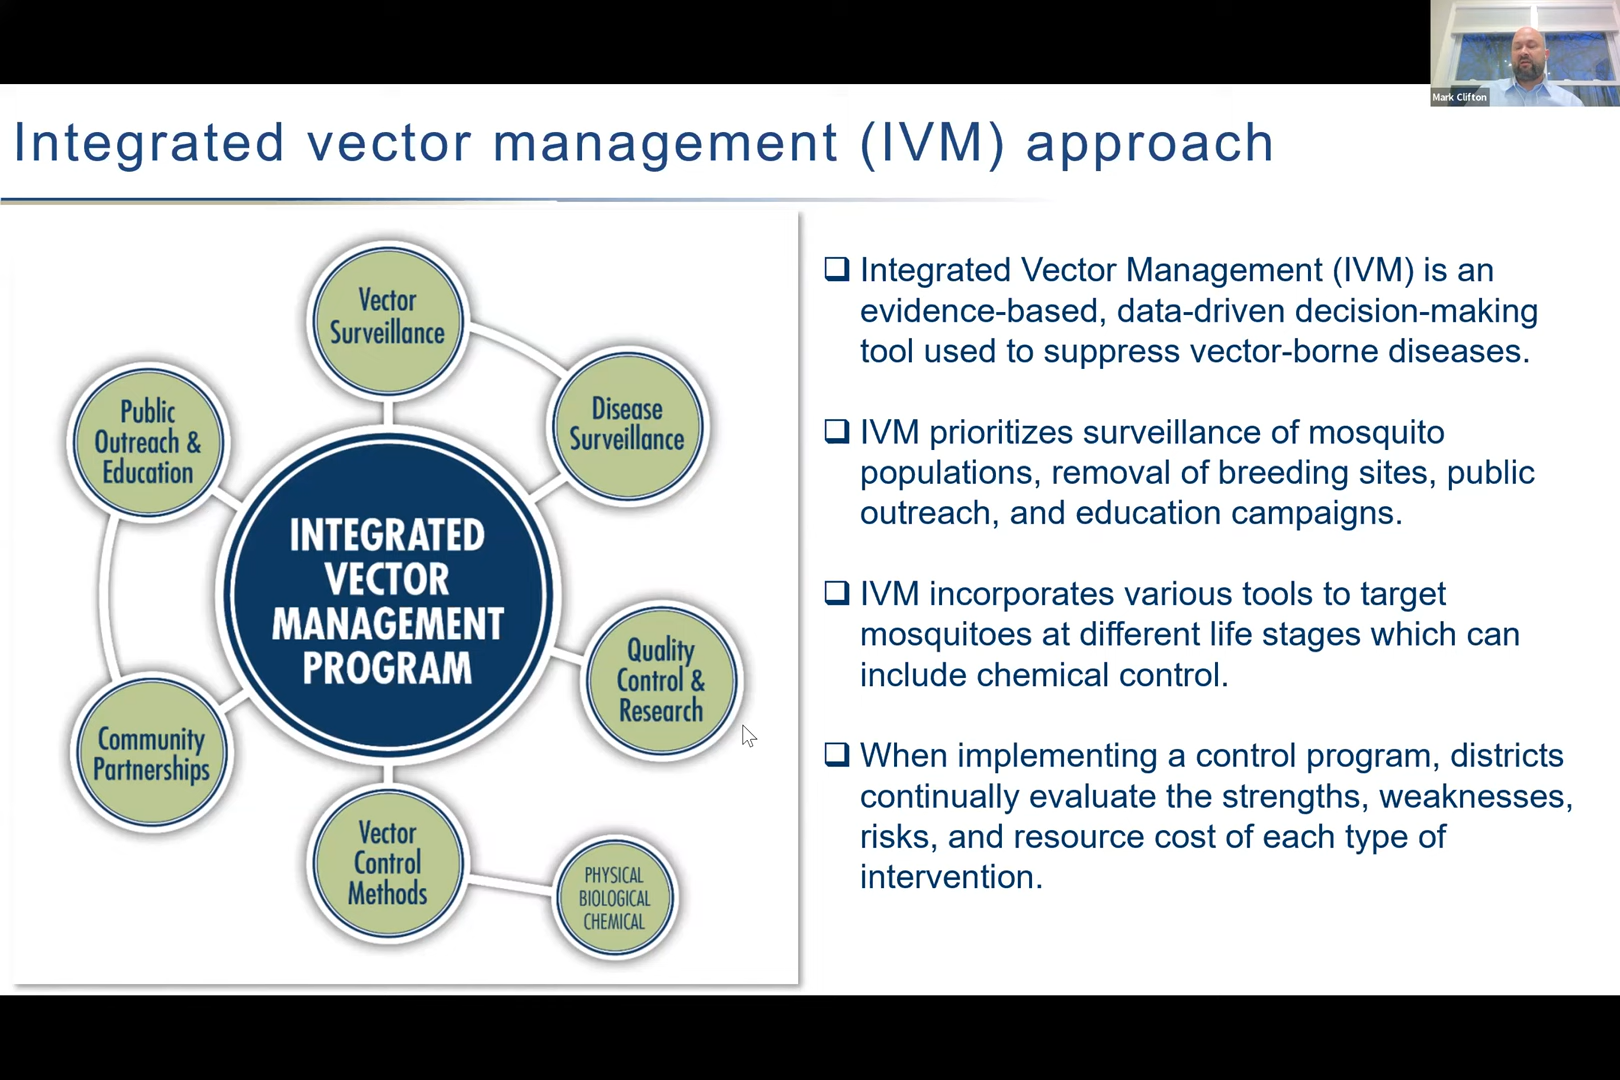 Mark Clifton
Integrated vector management (IVM) approach
Vector
Surveillance
Disease
Surveillance
Public
Outreach &
Education
INTEGRATED
VECTOR
MANAGEMENT
PROGRAM
Quality
Control &
Research
Community
Partnerships
Vector
Control
Methods
PHYSICAL
BIOLOGICAL
CHEMICAL
Integrated Vector Management (IVM) is an
evidence-based, data-driven decision-making
tool used to suppress vector-borne diseases.
IVM prioritizes surveillance of mosquito
populations, removal of breeding sites, public
outreach, and education campaigns.
IVM incorporates various tools to target
mosquitoes at different life stages which can
include chemical control.
When implementing a control program, districts
continually evaluate the strengths, weaknesses,
risks, and resource cost of each type of
intervention.